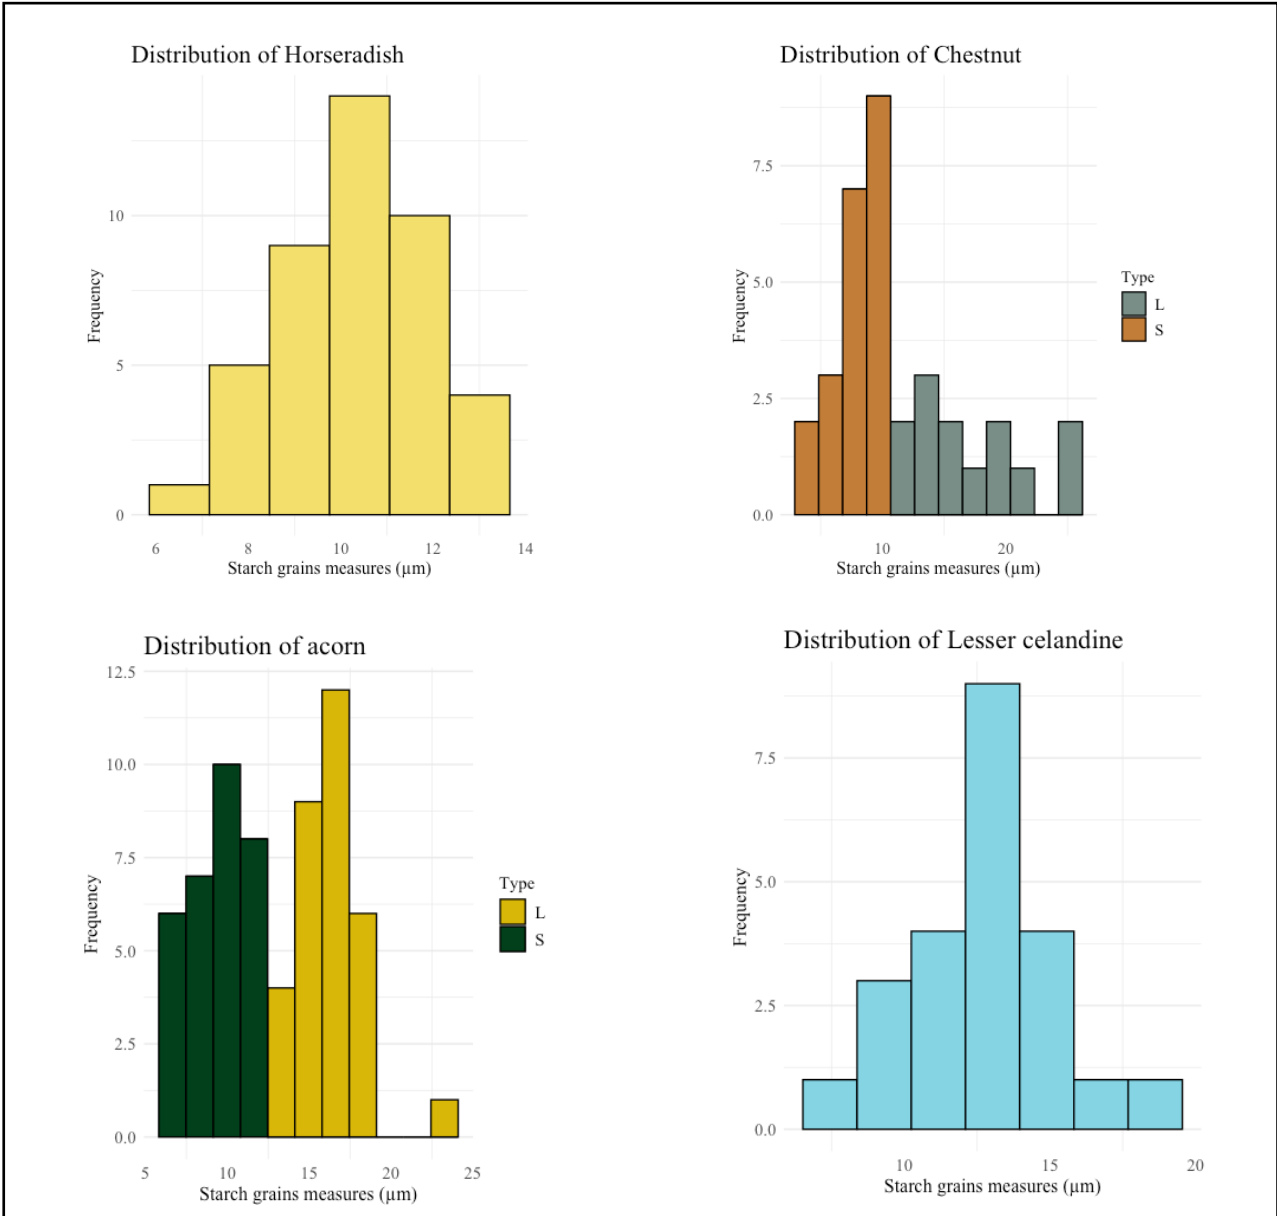 Distribution of Horseradish
Frequency
10
5
0
6 8 10 12 14
Starch grains measures (µm)
Distribution of Chestnut
Frequency
7.5
5.0
2.5
0.0
10 20
Starch grains measures (µm)
Type
L
S
Distribution of acorn
Frequency
12.5
10.0
7.5
5.0
2.5
0.0
5 10 15 20 25
Starch grains measures (µm)
Type
L
S
Distribution of Lesser celandine
Frequency
7.5
5.0
2.5
0.0
10 15 20
Starch grains measures (µm)